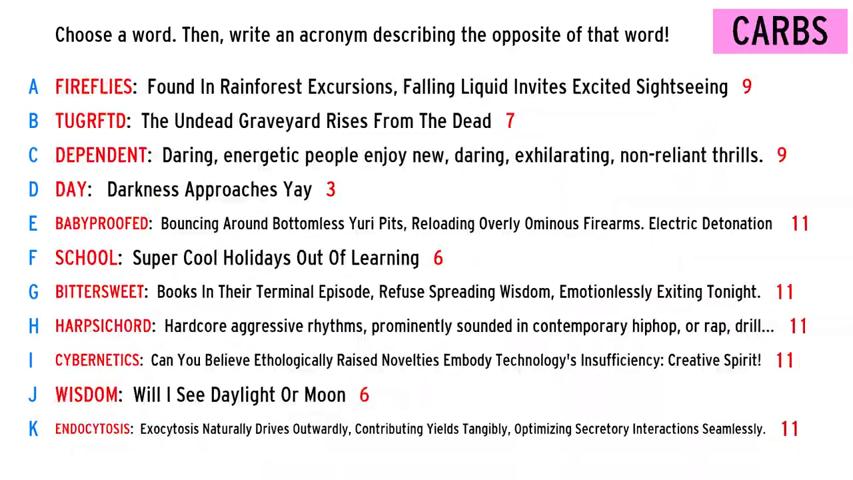 Choose a word. Then, write an acronym describing the opposite of that word!
CARBS
A FIREFLIES: Found In Rainforest Excursions, Falling Liquid Invites Excited Sightseeing 9
B TUGRFTD: The Undead Graveyard Rises From The Dead 7
C DEPENDENT: Daring, energetic people enjoy new, daring, exhilarating, non-reliant thrills. 9
D DAY: Darkness Approaches Yay 3
E BABYPROOFED: Bouncing Around Bottomless Yuri Pits, Reloading Overly Ominous Firearms. Electric Detonation 11
F SCHOOL: Super Cool Holidays Out Of Learning 6
G BITTERSWEET: Books In Their Terminal Episode, Refuse Spreading Wisdom, Emotionlessly Exiting Tonight. 11
H HARPSICHORD: Hardcore aggressive rhythms, prominently sounded in contemporary hiphop, or rap, drill... 11
I CYBERNETICS: Can You Believe Ethologically Raised Novelties Embody Technology's Insufficiency: Creative Spirit! 11
J WISDOM: Will I See Daylight Or Moon 6
K ENDOCYTOSIS: Exocytosis Naturally Drives Outwardly, Contributing Yields Tangibly, Optimizing Secretory Interactions Seamlessly. 11